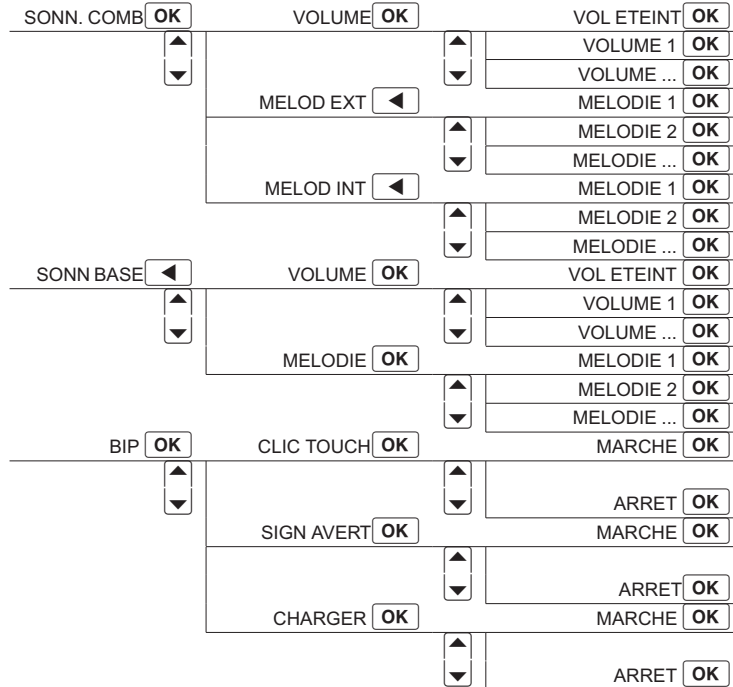 SONN. COMB OK VOLUME OK VOL ETEINT OK
VOLUME 1 OK
VOLUME ... OK
MELOD EXT MELODIE 1 OK
MELODIE 2 OK
MELODIE ... OK
MELOD INT MELODIE 1 OK
MELODIE 2 OK
MELODIE ... OK
SONN BASE VOLUME OK VOL ETEINT OK
VOLUME 1 OK
VOLUME ... OK
MELODIE OK MELODIE 1 OK
MELODIE 2 OK
MELODIE ... OK
BIP OK CLIC TOUCH OK MARCHE OK
ARRET OK
SIGN AVERT OK MARCHE OK
ARRET OK
CHARGER OK MARCHE OK
ARRET OK